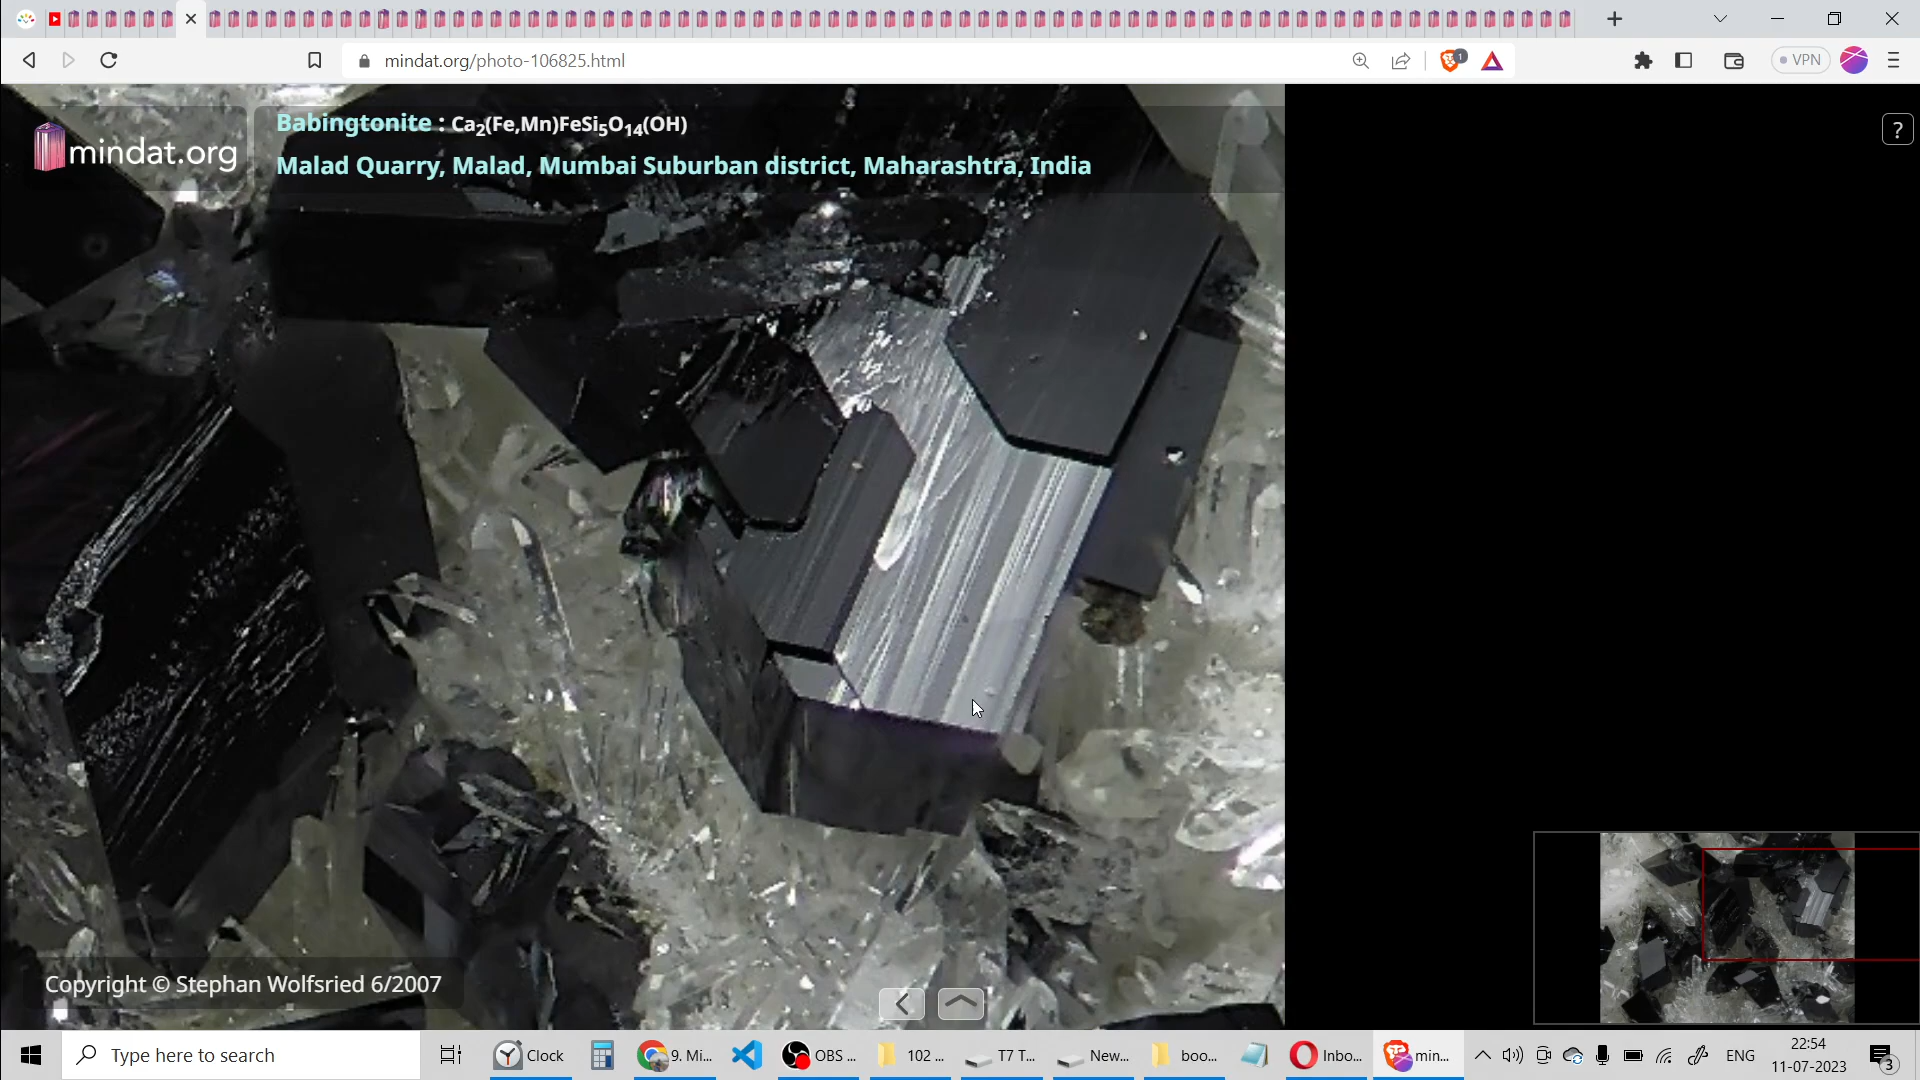 mindat.org/photo-106825.html
1
VPN
mindat.org
Babingtonite : Ca₂(Fe,Mn)FeSi₅O₁₄(OH)
Malad Quarry, Malad, Mumbai Suburban district, Maharashtra, India
?
Copyright © Stephan Wolfsried 6/2007
Type here to search
Clock
9. Mi...
OBS ...
102 ...
T7 T...
New...
boo...
Inbo...
min...
ENG
22:54
11-07-2023
3